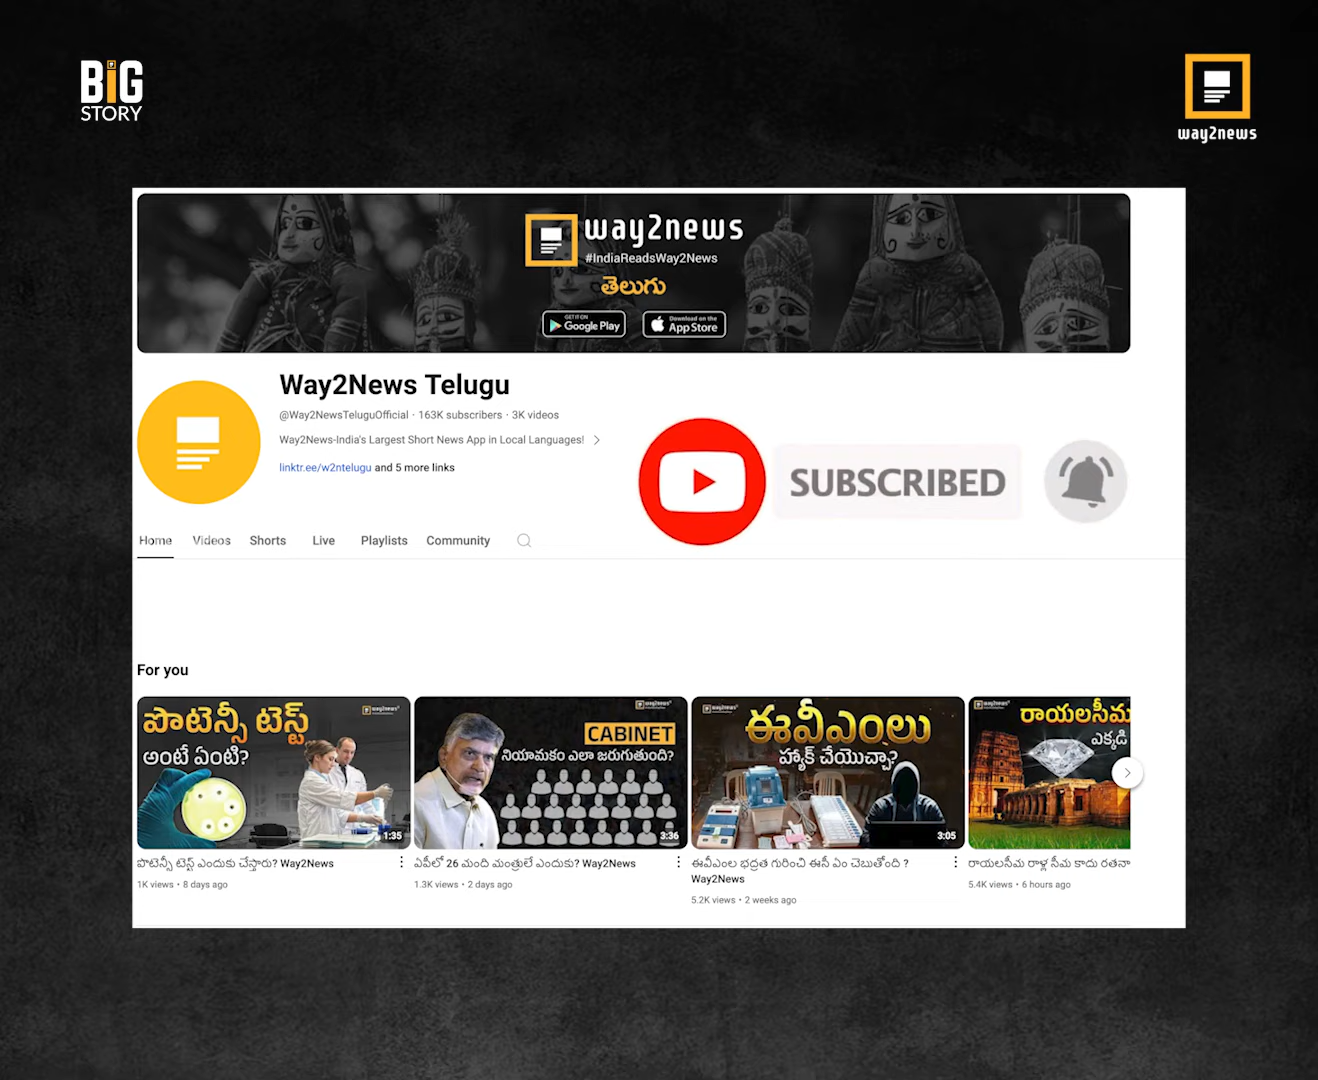 BIG
STORY
way2news
way2news
#IndiaReadsWay2News
తెలుగు
GET IT ON
Google Play
Download on the
App Store
Way2News Telugu
@Way2NewsTeluguOfficial · 163K subscribers · 3K videos
Way2News-India's Largest Short News App in Local Languages!
linktr.ee/w2ntelugu and 5 more links
SUBSCRIBED
Home Videos Shorts Live Playlists Community
For you
పొటెన్సీ టెస్ట్
అంటే ఏంటి?
way2news
1:35
పొటెన్సీ టెస్ట్ ఎందుకు చేస్తారు? Way2News
1K views • 8 days ago
way2news
CABINET
నియామకం ఎలా జరుగుతుంది?
3:36
ఏపీలో 26 మంది మంత్రులే ఎందుకు? Way2News
1.3K views • 2 days ago
way2news
ఈవీఎంలు
హ్యాక్ చేయొచ్చా?
3:05
ఈవీఎంల భద్రత గురించి ఈసీ ఏం చెబుతోంది ?
Way2News
5.2K views • 2 weeks ago
way2news
రాయలసీమ
ఎక్కడి
రాయలసీమ రాళ్ల సీమ కాదు రతనా
5.4K views • 6 hours ago